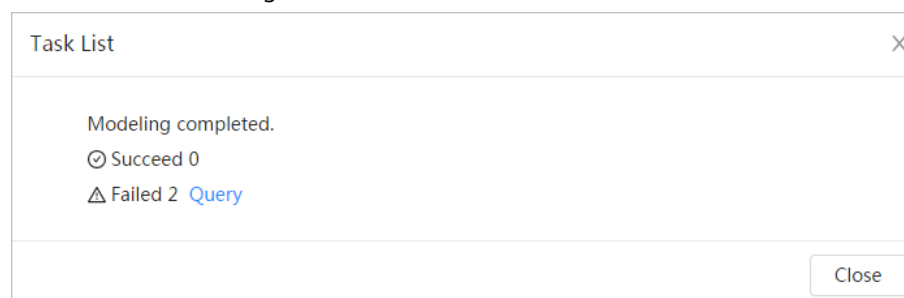 Task List
Modeling completed.
Succeed 0
Failed 2 Query
Close